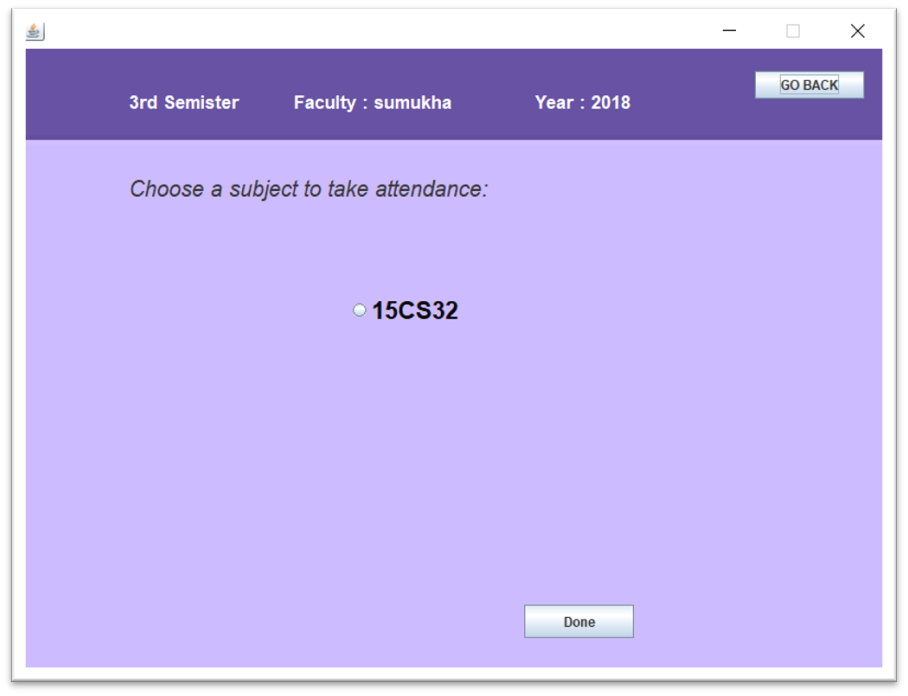 3rd Semister Faculty : sumukha Year : 2018
GO BACK
Choose a subject to take attendance:
15CS32
Done